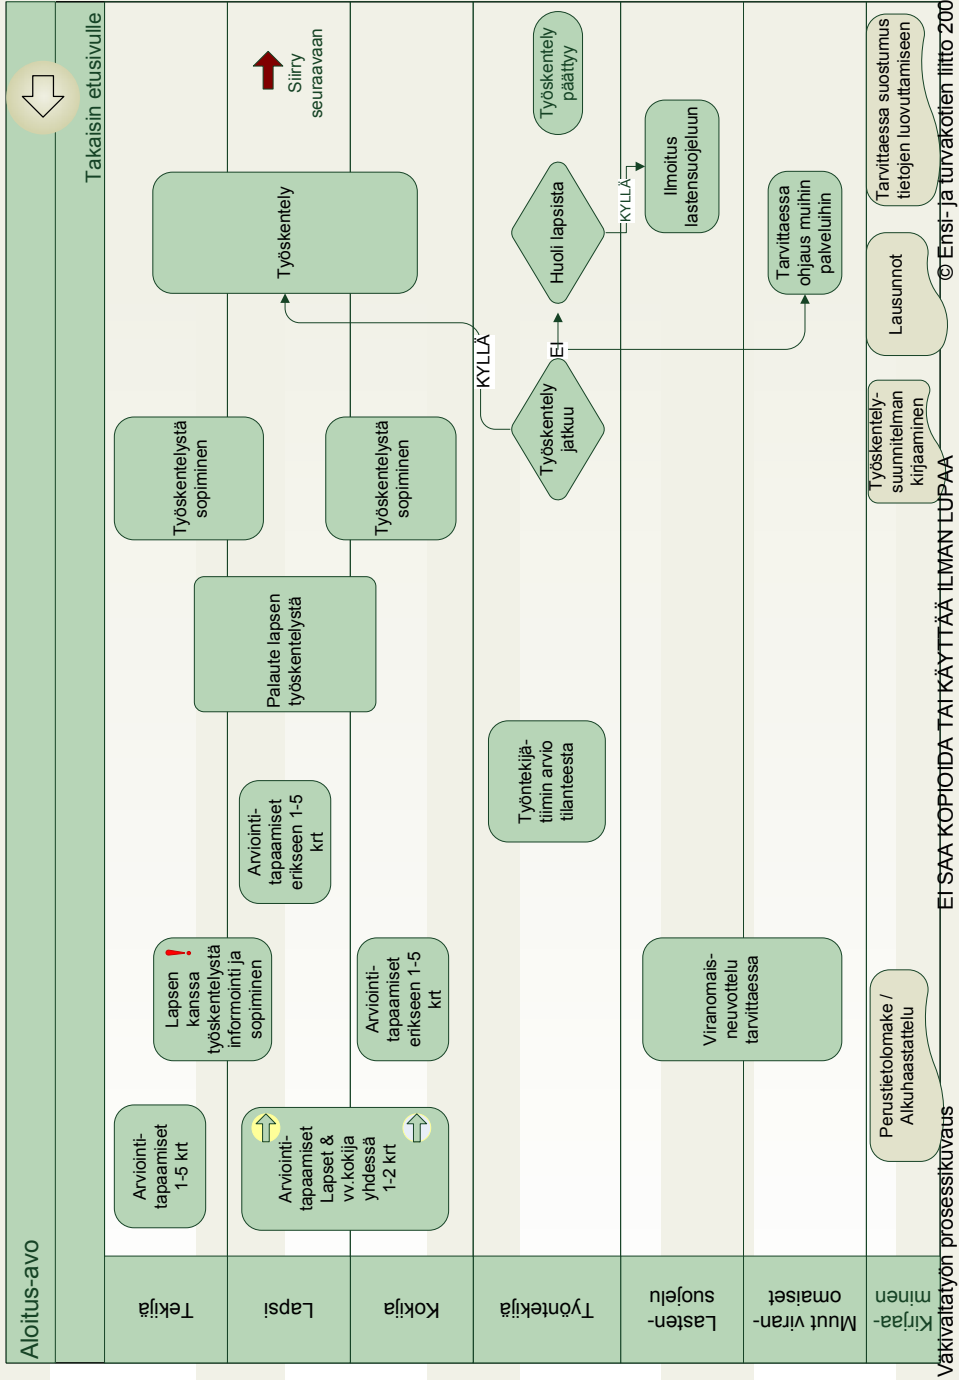 Aloitus-avo
Takaisin etusivulle
Tekijä
Lapsi
Kokija
Työntekijä
Lasten-
suojelu
Muut viran-
omaiset
Kirjaa-
minen
Arviointi-
tapaamiset
1-5 krt
Arviointi-
tapaamiset
Lapset &
vv.kokija
yhdessä
1-2 krt
Lapsen
kanssa
työskentelystä
informointi ja
sopiminen
!
Arviointi-
tapaamiset
erikseen 1-5
krt
Arviointi-
tapaamiset
erikseen 1-5
krt
Viranomais-
neuvottelu
tarvittaessa
Perustietolomake /
Alkuhaastattelu
Työntekijä-
tiimin arvio
tilanteesta
Palaute lapsen
työskentelystä
Työskentelystä
sopiminen
Työskentelystä
sopiminen
Työskentely
jatkuu
KYLLÄ
EI
Työskentely
Huoli lapsista
KYLLÄ
Ilmoitus
lastensuojeluun
Tarvittaessa
ohjaus muihin
palveluihin
Työskentely
päättyy
Siirry
seuraavaan
Työskentely-
suunnitelman
kirjaaminen
Lausunnot
Tarvittaessa suostumus
tietojen luovuttamiseen
Väkivaltatyön prosessikuvaus
EI SAA KOPIOIDA TAI KÄYTTÄÄ ILMAN LUPAA
© Ensi- ja turvakotien liitto 200